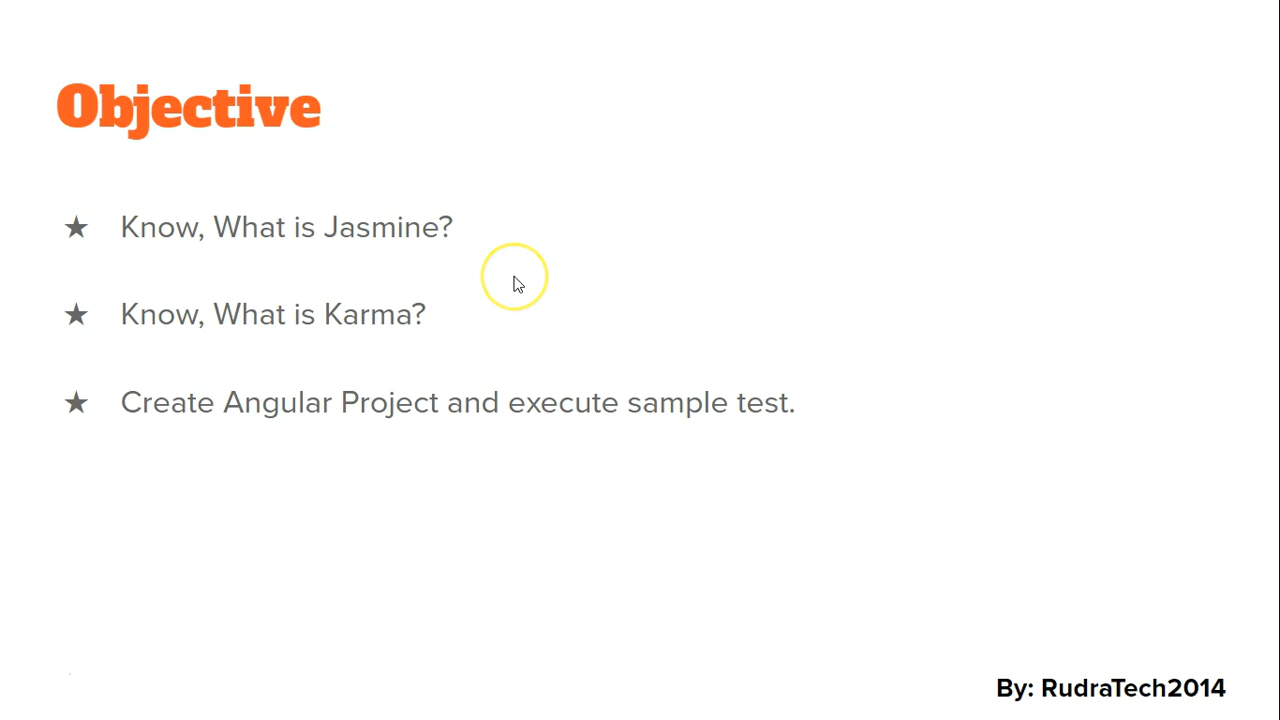 Objective
★ Know, What is Jasmine?
★ Know, What is Karma?
★ Create Angular Project and execute sample test.
By: RudraTech2014